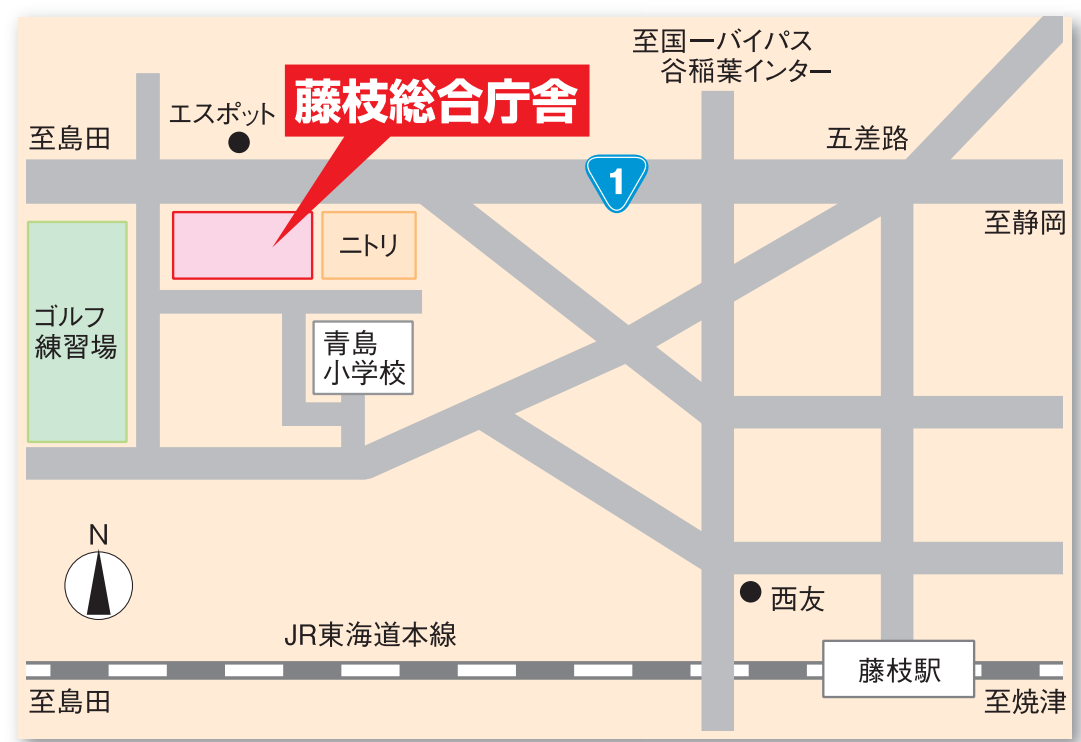 至国一バイパス
谷稲葉インター
藤枝総合庁舎
エスポット
至島田
五差路
1
至静岡
ニトリ
ゴルフ
練習場
青島
小学校
N
西友
JR東海道本線
藤枝駅
至島田
至焼津